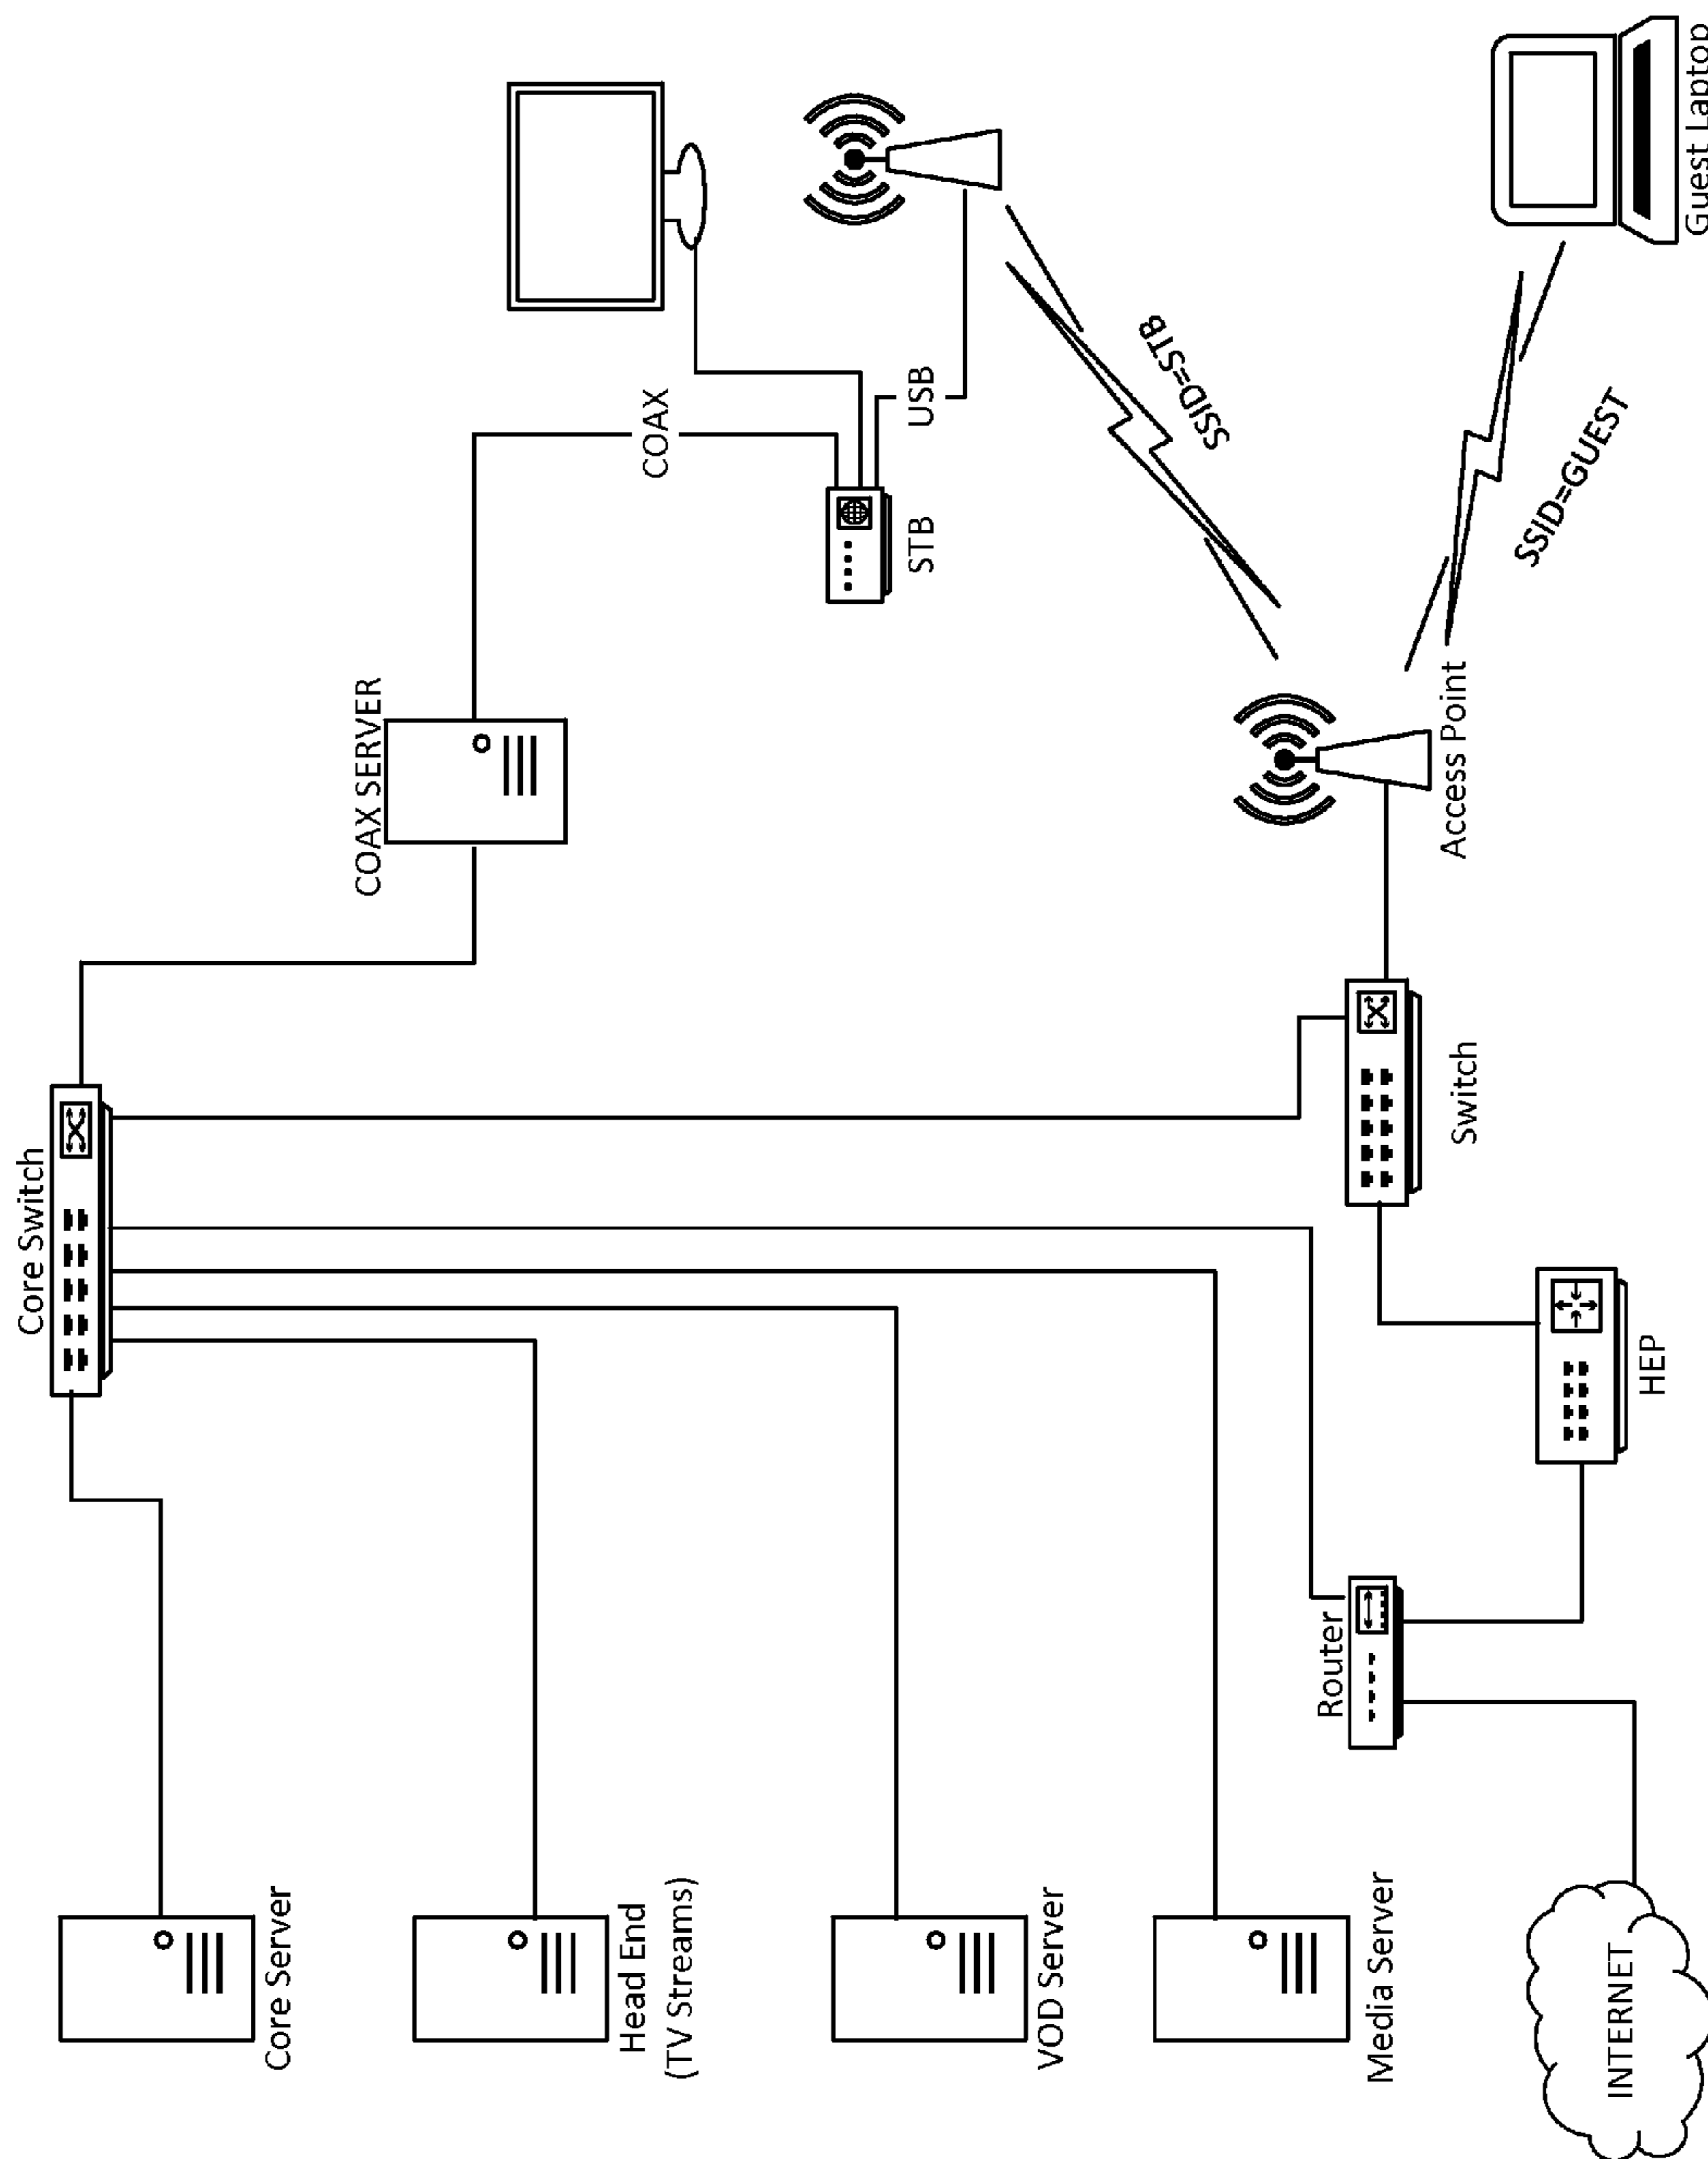 Core Server
Head End
(TV Streams)
VOD Server
Media Server
INTERNET
Router
HEP
Core Switch
Switch
COAX SERVER
Access Point
STB
COAX
USB
SSID=STB
SSID=GUEST
Guest Laptop